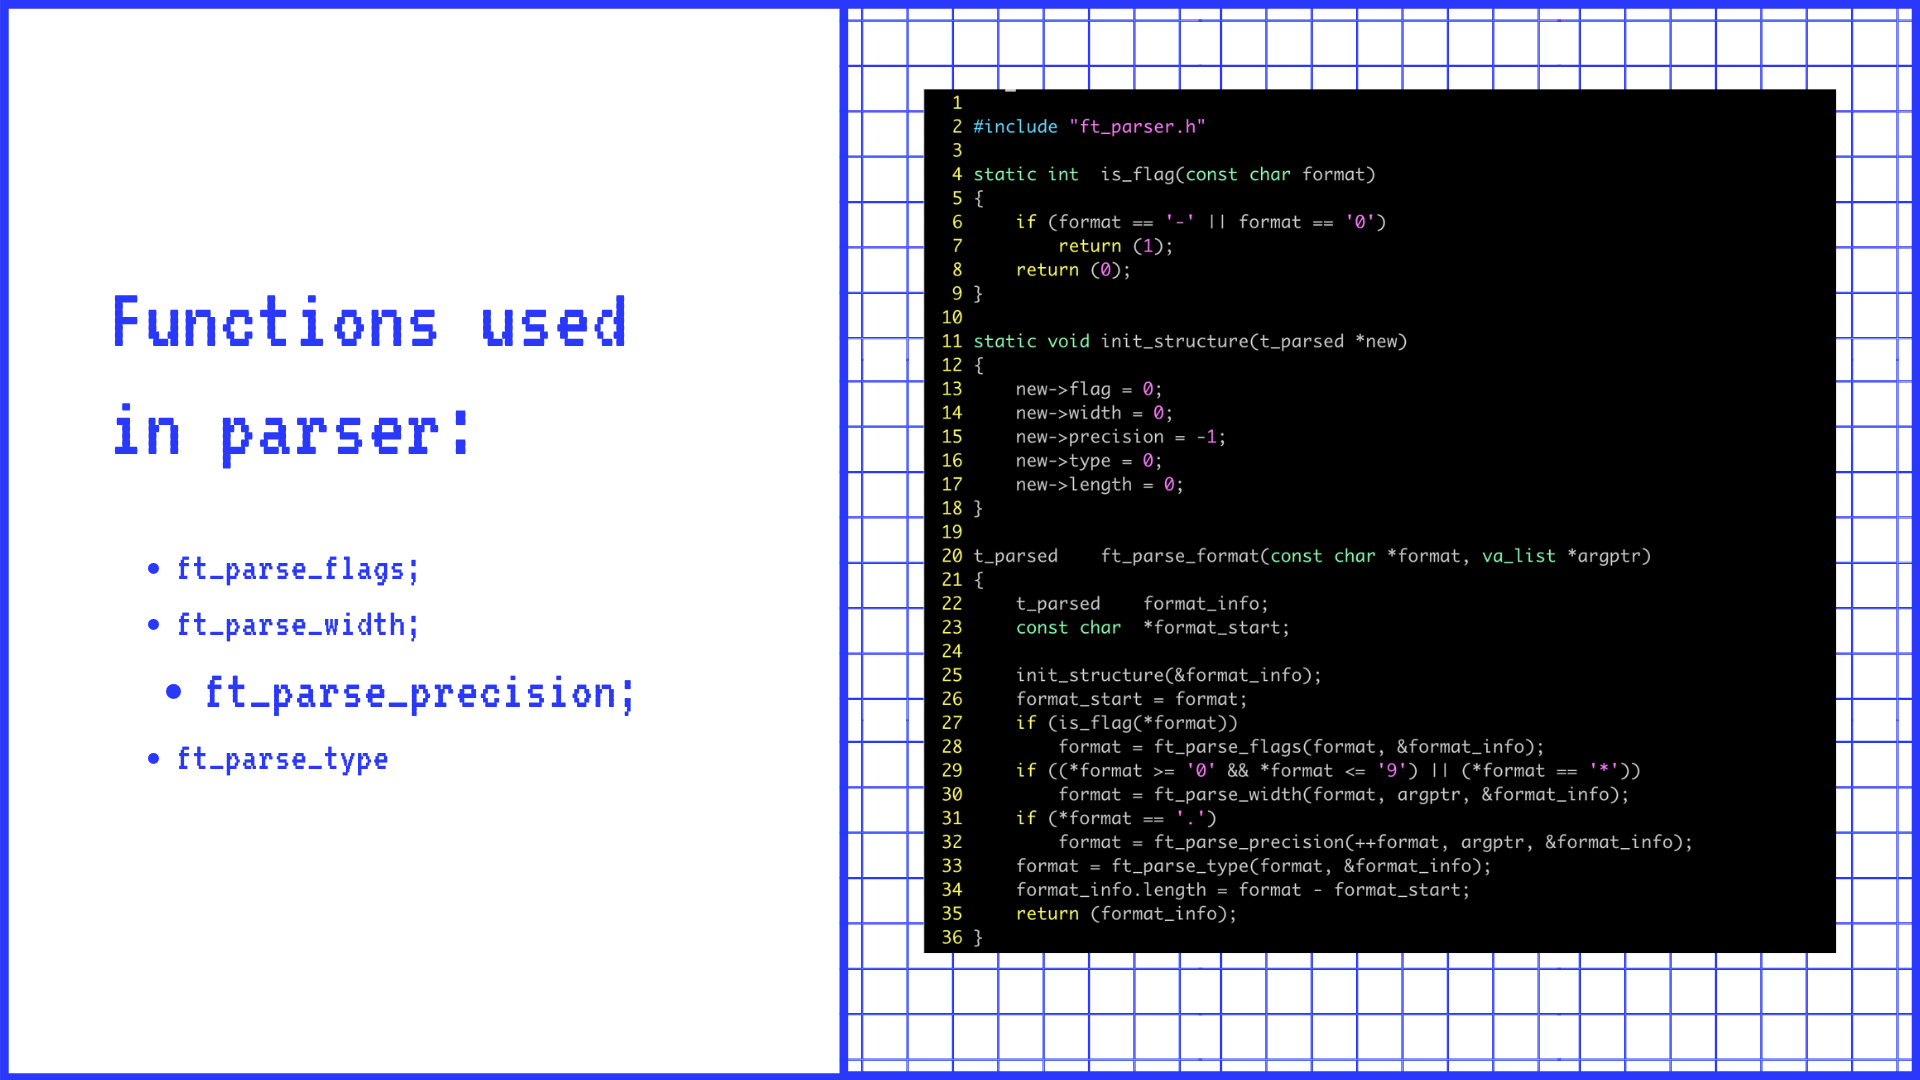 Functions used
in parser:
• ft_parse_flags;
• ft_parse_width;
• ft_parse_precision;
• ft_parse_type
1
2 #include "ft_parser.h"
3
4 static int  is_flag(const char format)
5 {
6     if (format == '-' || format == '0')
7         return (1);
8     return (0);
9 }
10
11 static void init_structure(t_parsed *new)
12 {
13     new->flag = 0;
14     new->width = 0;
15     new->precision = -1;
16     new->type = 0;
17     new->length = 0;
18 }
19
20 t_parsed    ft_parse_format(const char *format, va_list *argptr)
21 {
22     t_parsed    format_info;
23     const char  *format_start;
24
25     init_structure(&format_info);
26     format_start = format;
27     if (is_flag(*format))
28         format = ft_parse_flags(format, &format_info);
29     if ((*format >= '0' && *format <= '9') || (*format == '*'))
30         format = ft_parse_width(format, argptr, &format_info);
31     if (*format == '.')
32         format = ft_parse_precision(++format, argptr, &format_info);
33     format = ft_parse_type(format, &format_info);
34     format_info.length = format - format_start;
35     return (format_info);
36 }